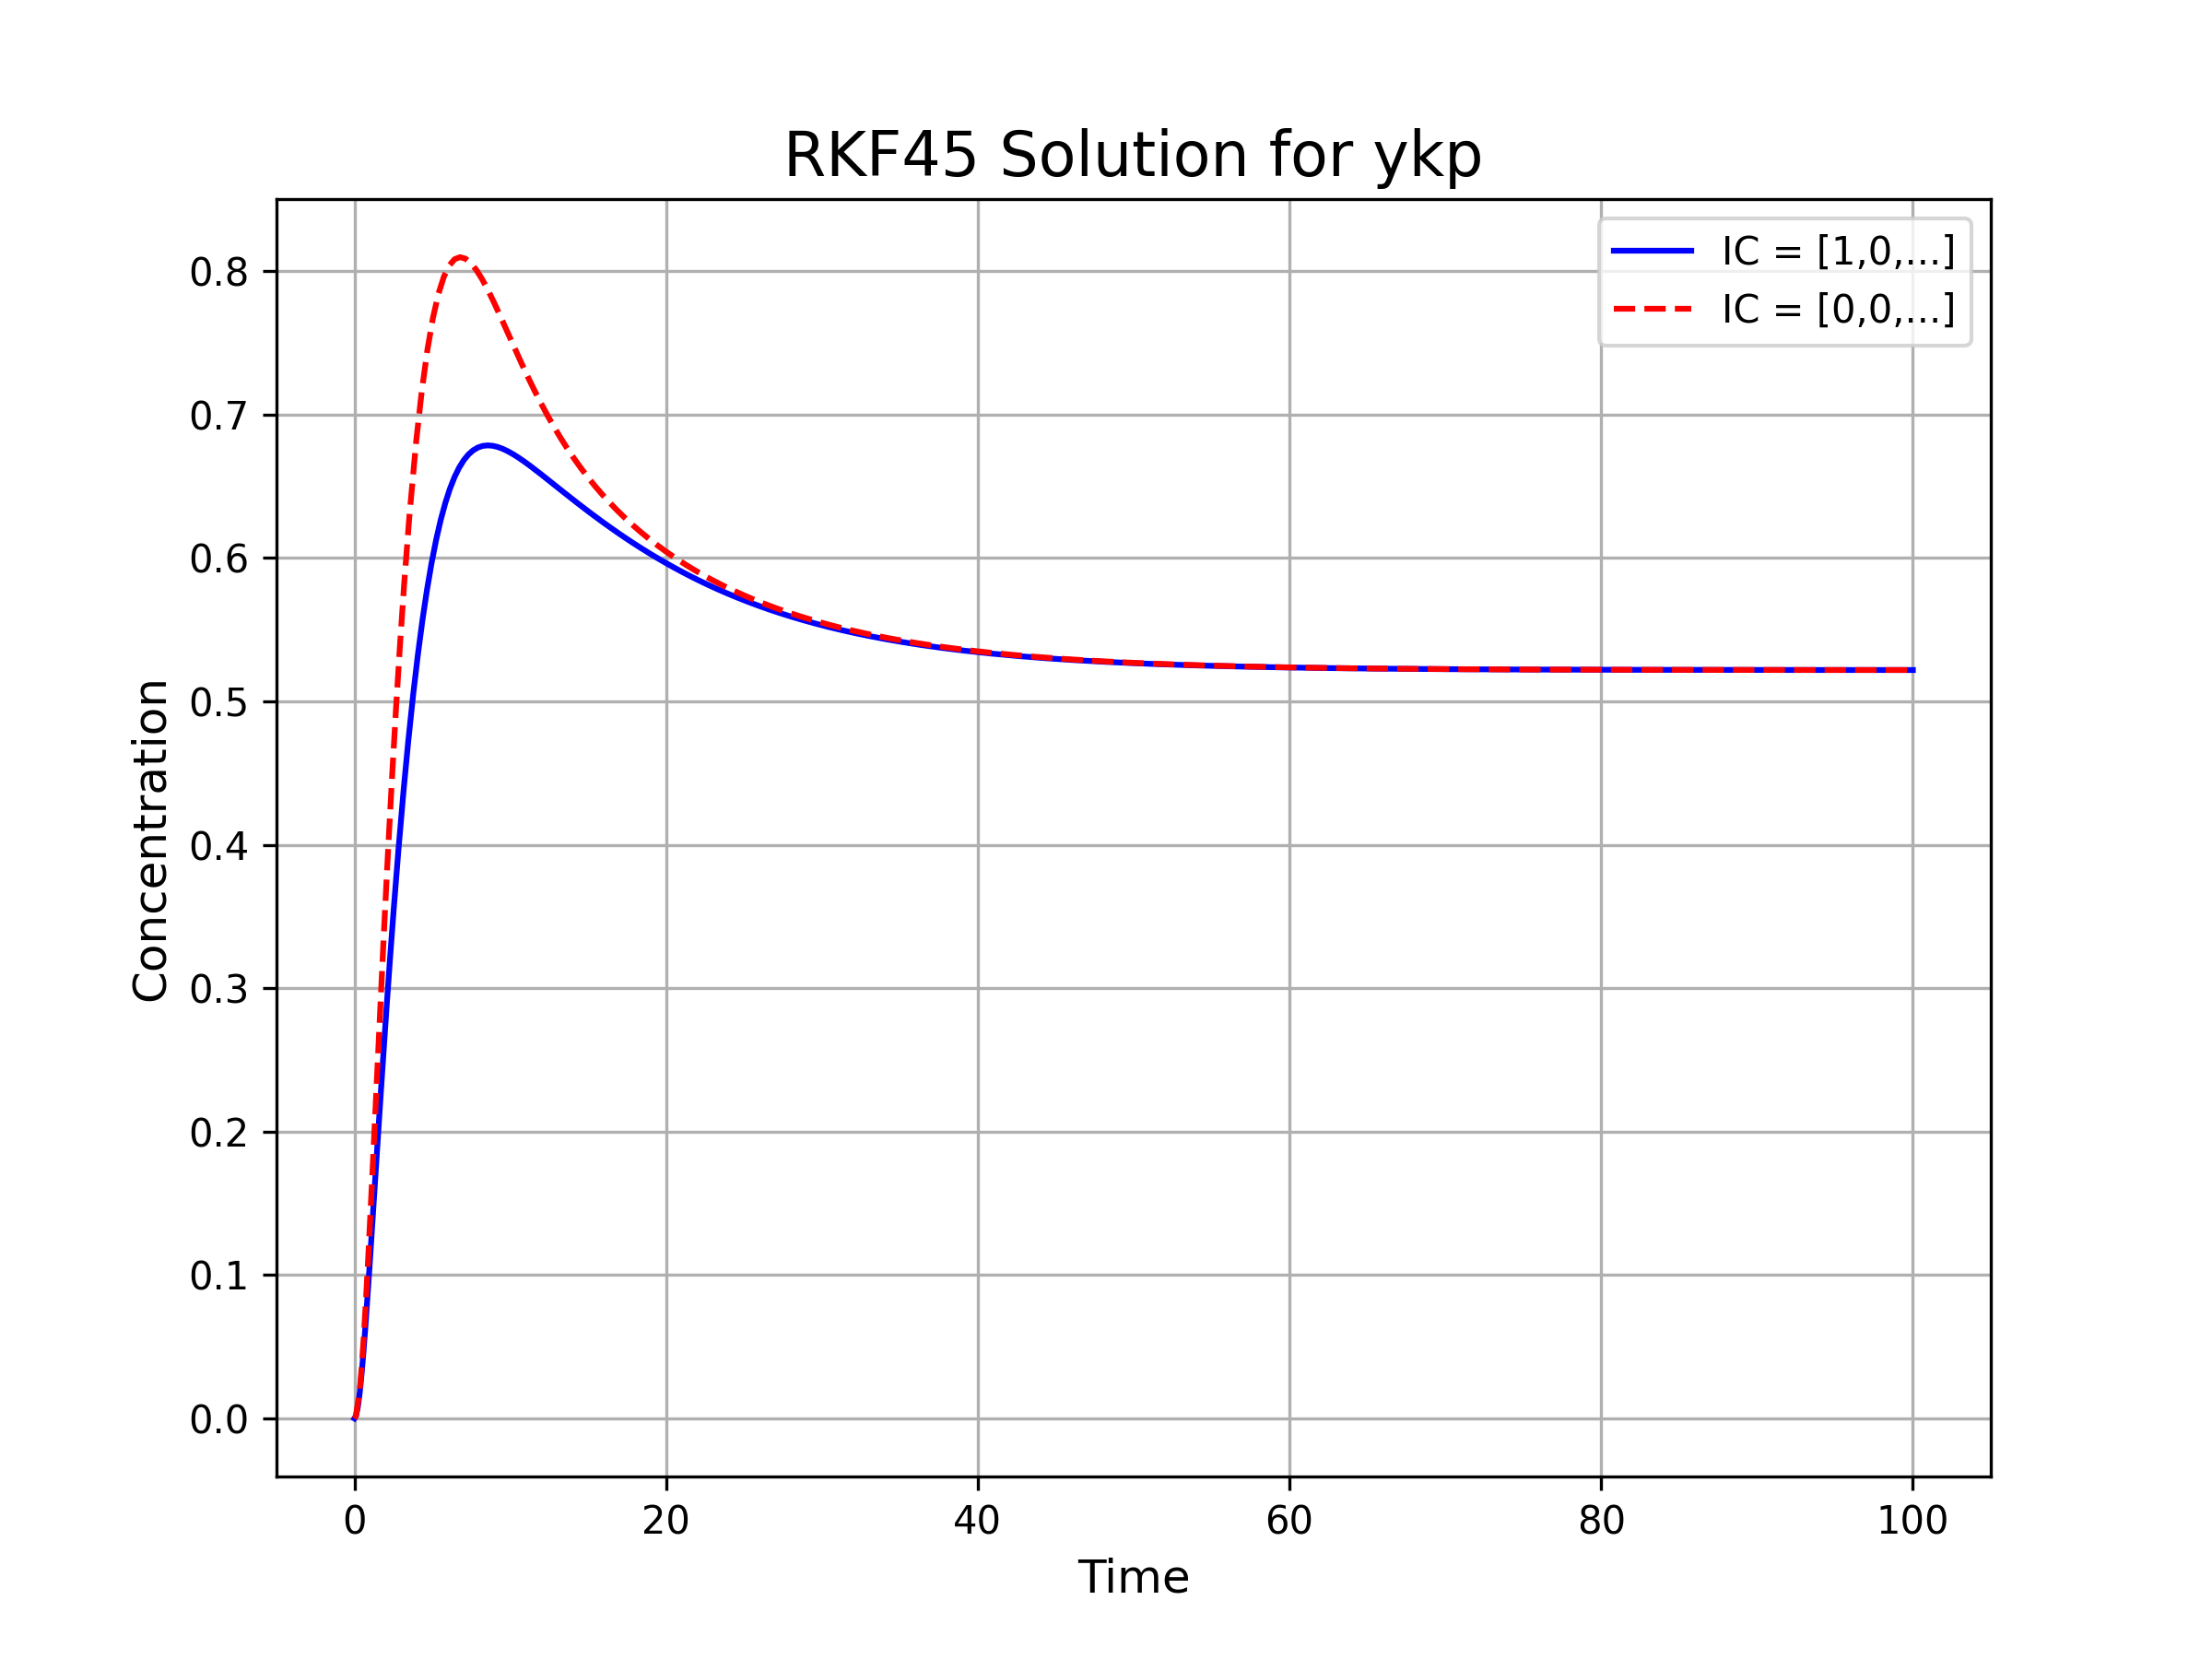 RKF45 Solution for ykp
IC = [1,0,...]
IC = [0,0,...]
Concentration
0.8
0.7
0.6
0.5
0.4
0.3
0.2
0.1
0.0
0 20 40 60 80 100
Time